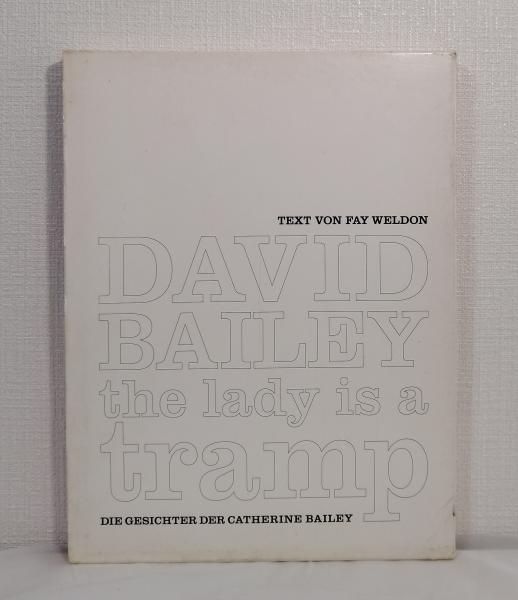 TEXT VON FAY WELDON
DAVID
BAILEY
the lady is a
tramp
DIE GESICHTER DER CATHERINE BAILEY